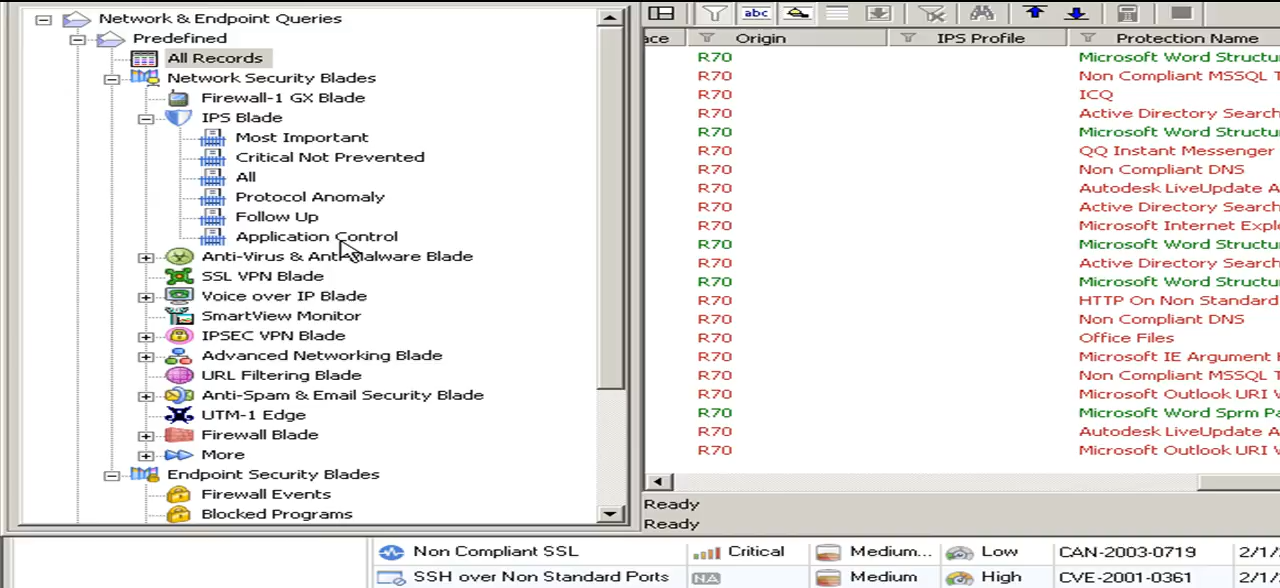 Network & Endpoint Queries
Predefined
All Records
Network Security Blades
Firewall-1 GX Blade
IPS Blade
Most Important
Critical Not Prevented
All
Protocol Anomaly
Follow Up
Application Control
Anti-Virus & Anti-Malware Blade
SSL VPN Blade
Voice over IP Blade
SmartView Monitor
IPSEC VPN Blade
Advanced Networking Blade
URL Filtering Blade
Anti-Spam & Email Security Blade
UTM-1 Edge
Firewall Blade
More
Endpoint Security Blades
Firewall Events
Blocked Programs
abc
ace Origin IPS Profile Protection Name
R70 Microsoft Word Structu
R70 Non Compliant MSSQL T
R70 ICQ
R70 Active Directory Search
R70 Microsoft Word Structu
R70 QQ Instant Messenger
R70 Non Compliant DNS
R70 Autodesk LiveUpdate A
R70 Active Directory Search
R70 Microsoft Internet Explo
R70 Microsoft Word Structu
R70 Active Directory Search
R70 Microsoft Word Structu
R70 HTTP On Non Standard
R70 Non Compliant DNS
R70 Office Files
R70 Microsoft IE Argument H
R70 Non Compliant MSSQL T
R70 Microsoft Outlook URI V
R70 Microsoft Word Sprm Pa
R70 Autodesk LiveUpdate A
R70 Microsoft Outlook URI V
Ready
Ready
Non Compliant SSL Critical Medium... Low CAN-2003-0719 2/1/
SSH over Non Standard Ports NA Medium High CVE-2001-0361 2/1/